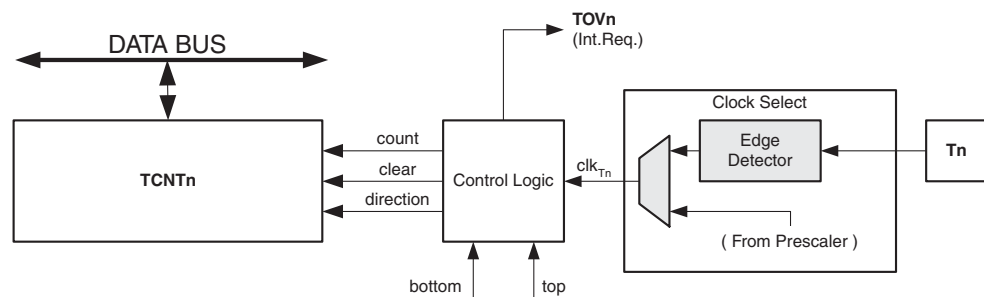 TOVn
(Int.Req.)
DATA BUS
Clock Select
count
Edge
Detector
Tn
TCNTn
clear
Control Logic
clkTn
direction
( From Prescaler )
bottom
top